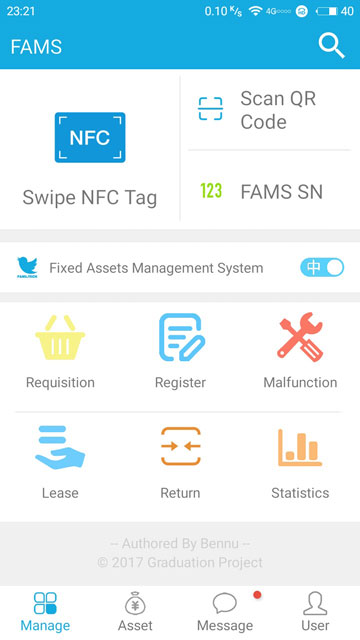 23:21
0.10 K/s
4G
40
FAMS
NFC
Swipe NFC Tag
Scan QR
Code
123
FAMS SN
Fixed Assets Management System
中
Requisition
Register
Malfunction
Lease
Return
Statistics
-- Authored By Bennu --
© 2017 Graduation Project
Manage
Asset
Message
User